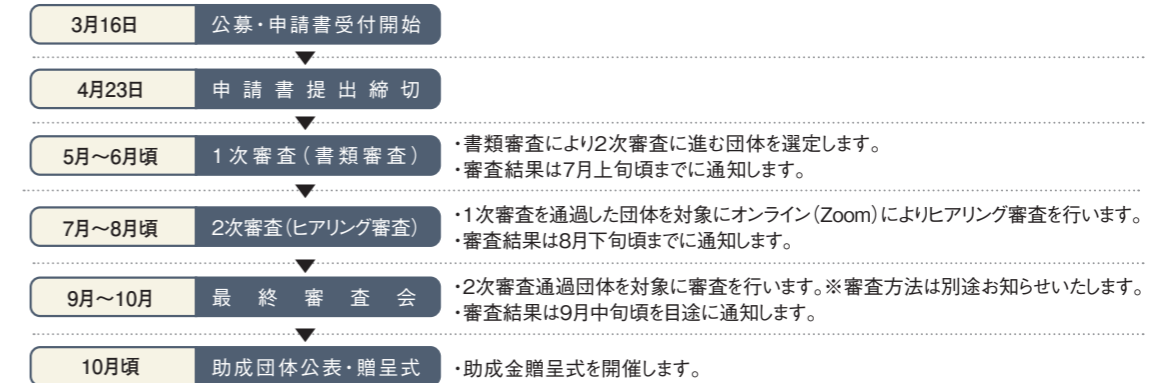 3月16日 公募・申請書受付開始
4月23日 申請書提出締切
5月～6月頃 1次審査(書類審査)
・書類審査により2次審査に進む団体を選定します。
・審査結果は7月上旬頃までに通知します。
7月～8月頃 2次審査(ヒアリング審査)
・1次審査を通過した団体を対象にオンライン(Zoom)によりヒアリング審査を行います。
・審査結果は8月下旬頃までに通知します。
9月～10月 最終審査会
・2次審査通過団体を対象に審査を行います。※審査方法は別途お知らせいたします。
・審査結果は9月中旬頃を目途に通知します。
10月頃 助成団体公表・贈呈式
・助成金贈呈式を開催します。